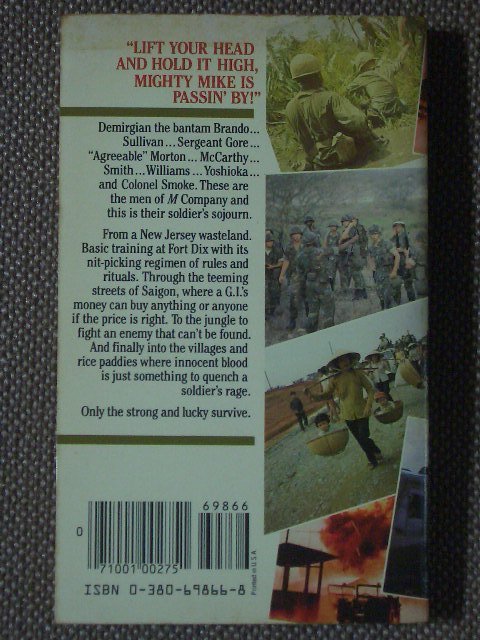 “LIFT YOUR HEAD
AND HOLD IT HIGH,
MIGHTY MIKE IS
PASSIN’ BY!”
Demirgian the bantam Brando...
Sullivan... Sergeant Gore...
“Agreeable” Morton... McCarthy...
Smith...Williams...Yoshioka...
and Colonel Smoke. These are
the men of M Company and
this is their soldier’s sojourn.
From a New Jersey wasteland.
Basic training at Fort Dix with its
nit-picking regimen of rules and
rituals. Through the teeming
streets of Saigon, where a G.I.’s
money can buy anything or anyone
if the price is right. To the jungle to
fight an enemy that can’t be found.
And finally into the villages and
rice paddies where innocent blood
is just something to quench a
soldier’s rage.
Only the strong and lucky survive.
69866
0
71001 00275
Printed in U.S.A.
ISBN 0-380-69866-8